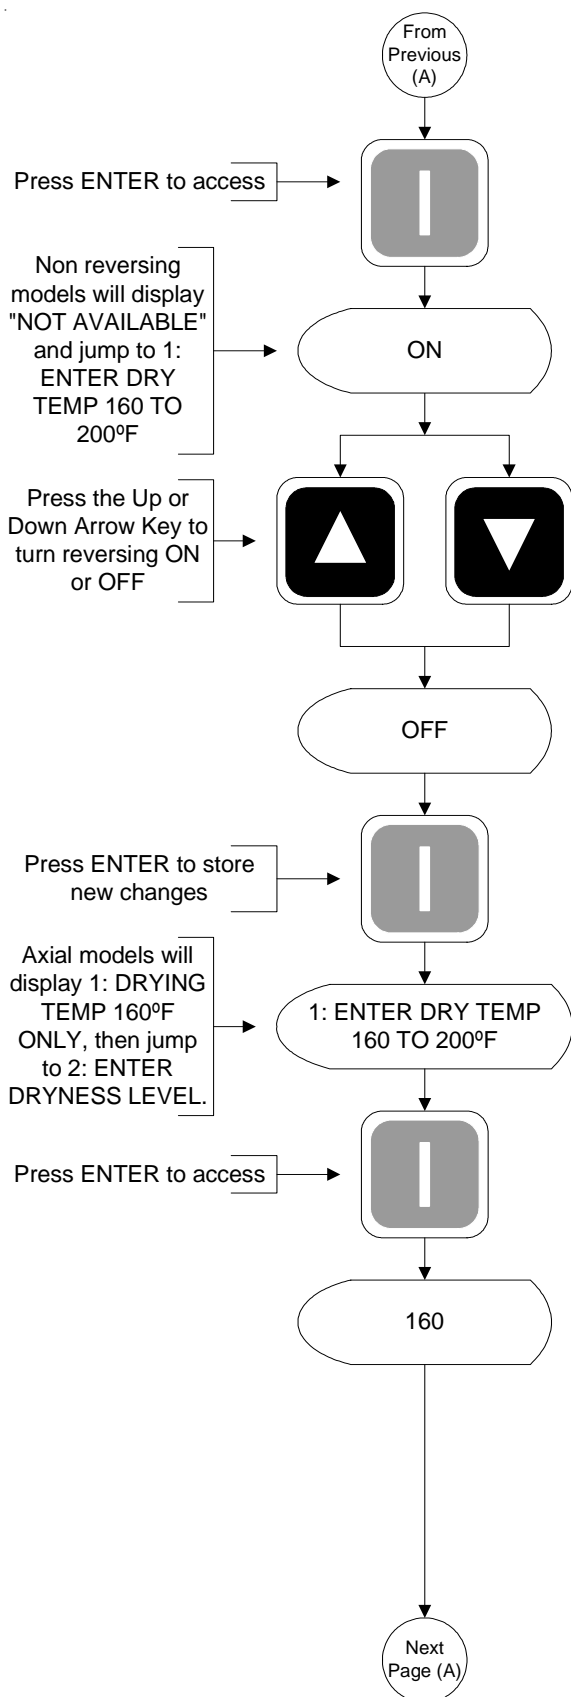 From
Previous
(A)
Press ENTER to access
Non reversing
models will display
"NOT AVAILABLE"
and jump to 1:
ENTER DRY
TEMP 160 TO
200ºF
ON
Press the Up or
Down Arrow Key to
turn reversing ON
or OFF
OFF
Press ENTER to store
new changes
Axial models will
display 1: DRYING
TEMP 160ºF
ONLY, then jump
to 2: ENTER
DRYNESS LEVEL.
1: ENTER DRY TEMP
160 TO 200ºF
Press ENTER to access
160
Next
Page (A)